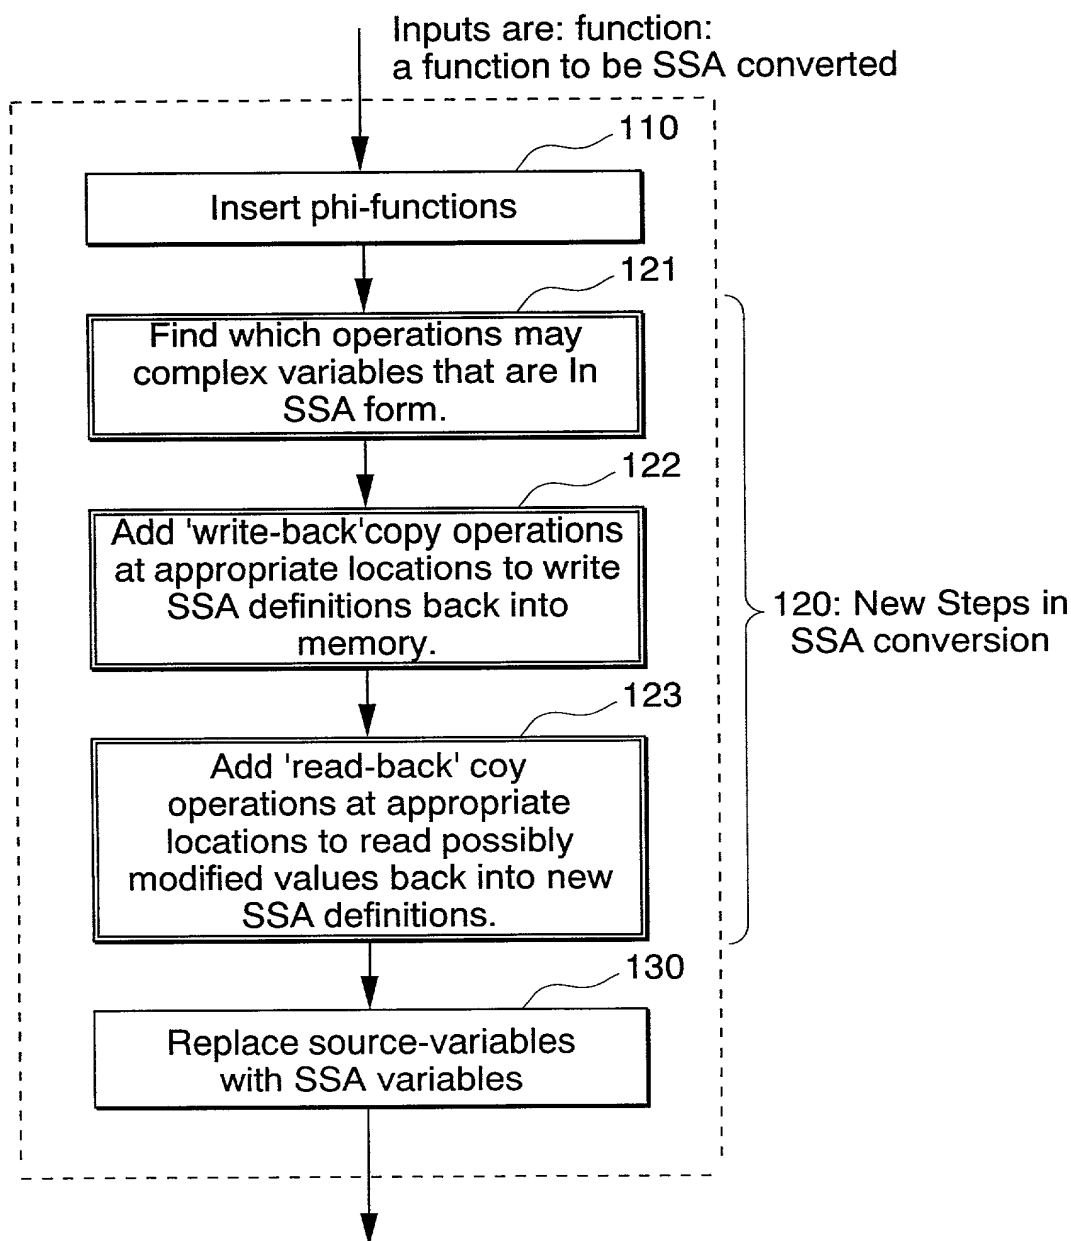 Inputs are: function:
a function to be SSA converted
110
Insert phi-functions
121
Find which operations may
complex variables that are In
SSA form.
122
Add 'write-back'copy operations
at appropriate locations to write
SSA definitions back into
memory.
120: New Steps in
SSA conversion
123
Add 'read-back' coy
operations at appropriate
locations to read possibly
modified values back into new
SSA definitions.
130
Replace source-variables
with SSA variables